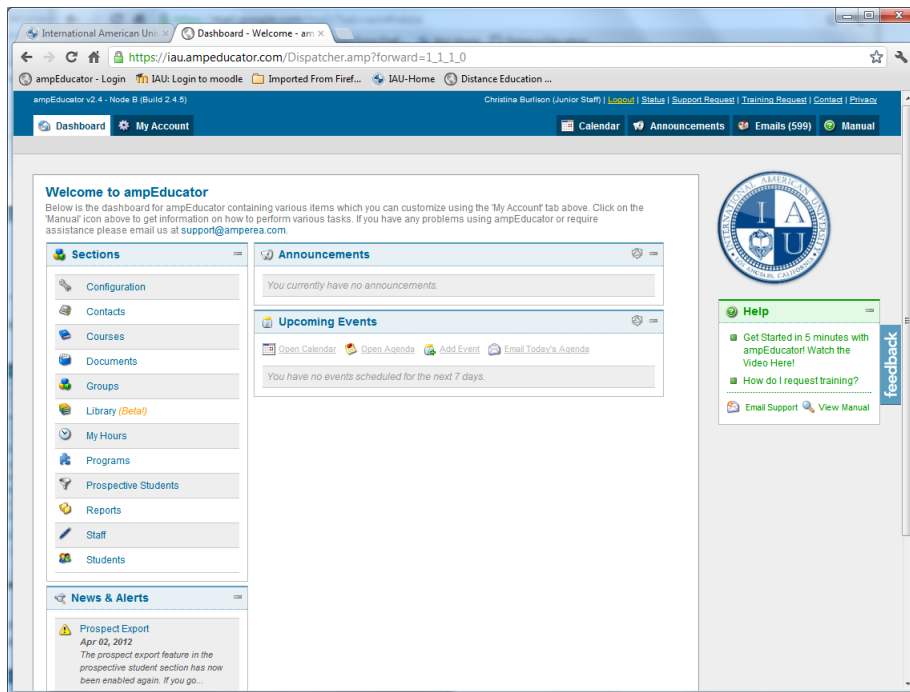 International American Uni
Dashboard - Welcome - am
https://iau.ampeducator.com/Dispatcher.amp?forward=1_1_1_0
ampEducator - Login IAU: Login to moodle Imported From Firef... IAU-Home Distance Education ...
ampEducator v2.4 - Node B (Build 2.4.5)
Christina Burlison (Junior Staff) | Logout | Status | Support Request | Training Request | Contact | Privacy
Dashboard My Account
Calendar Announcements Emails (599) Manual
Welcome to ampEducator
Below is the dashboard for ampEducator containing various items which you can customize using the 'My Account' tab above. Click on the
'Manual' icon above to get information on how to perform various tasks. If you have any problems using ampEducator or require
assistance please email us at support@amperea.com.
Sections
Configuration
Contacts
Courses
Documents
Groups
Library (Beta!)
My Hours
Programs
Prospective Students
Reports
Staff
Students
News & Alerts
Prospect Export
Apr 02, 2012
The prospect export feature in the
prospective student section has now
been enabled again. If you go...
Announcements
You currently have no announcements.
Upcoming Events
Open Calendar Open Agenda Add Event Email Today's Agenda
You have no events scheduled for the next 7 days.
INTERNATIONAL AMERICAN UNIVERSITY
I A U
LOS ANGELES, CALIFORNIA
Help
Get Started in 5 minutes with
ampEducator! Watch the
Video Here!
How do I request training?
Email Support View Manual
feedback